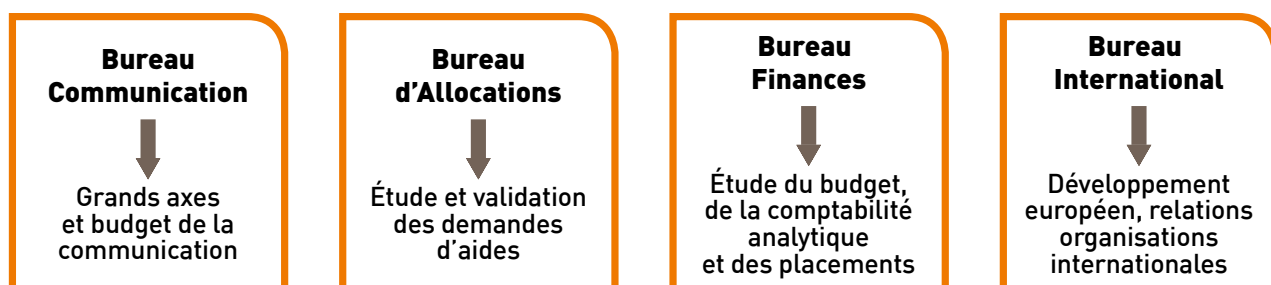 Bureau
Communication
Grands axes
et budget de la
communication
Bureau
d'Allocations
Étude et validation
des demandes
d'aides
Bureau
Finances
Étude du budget,
de la comptabilité
analytique
et des placements
Bureau
International
Développement
européen, relations
organisations
internationales